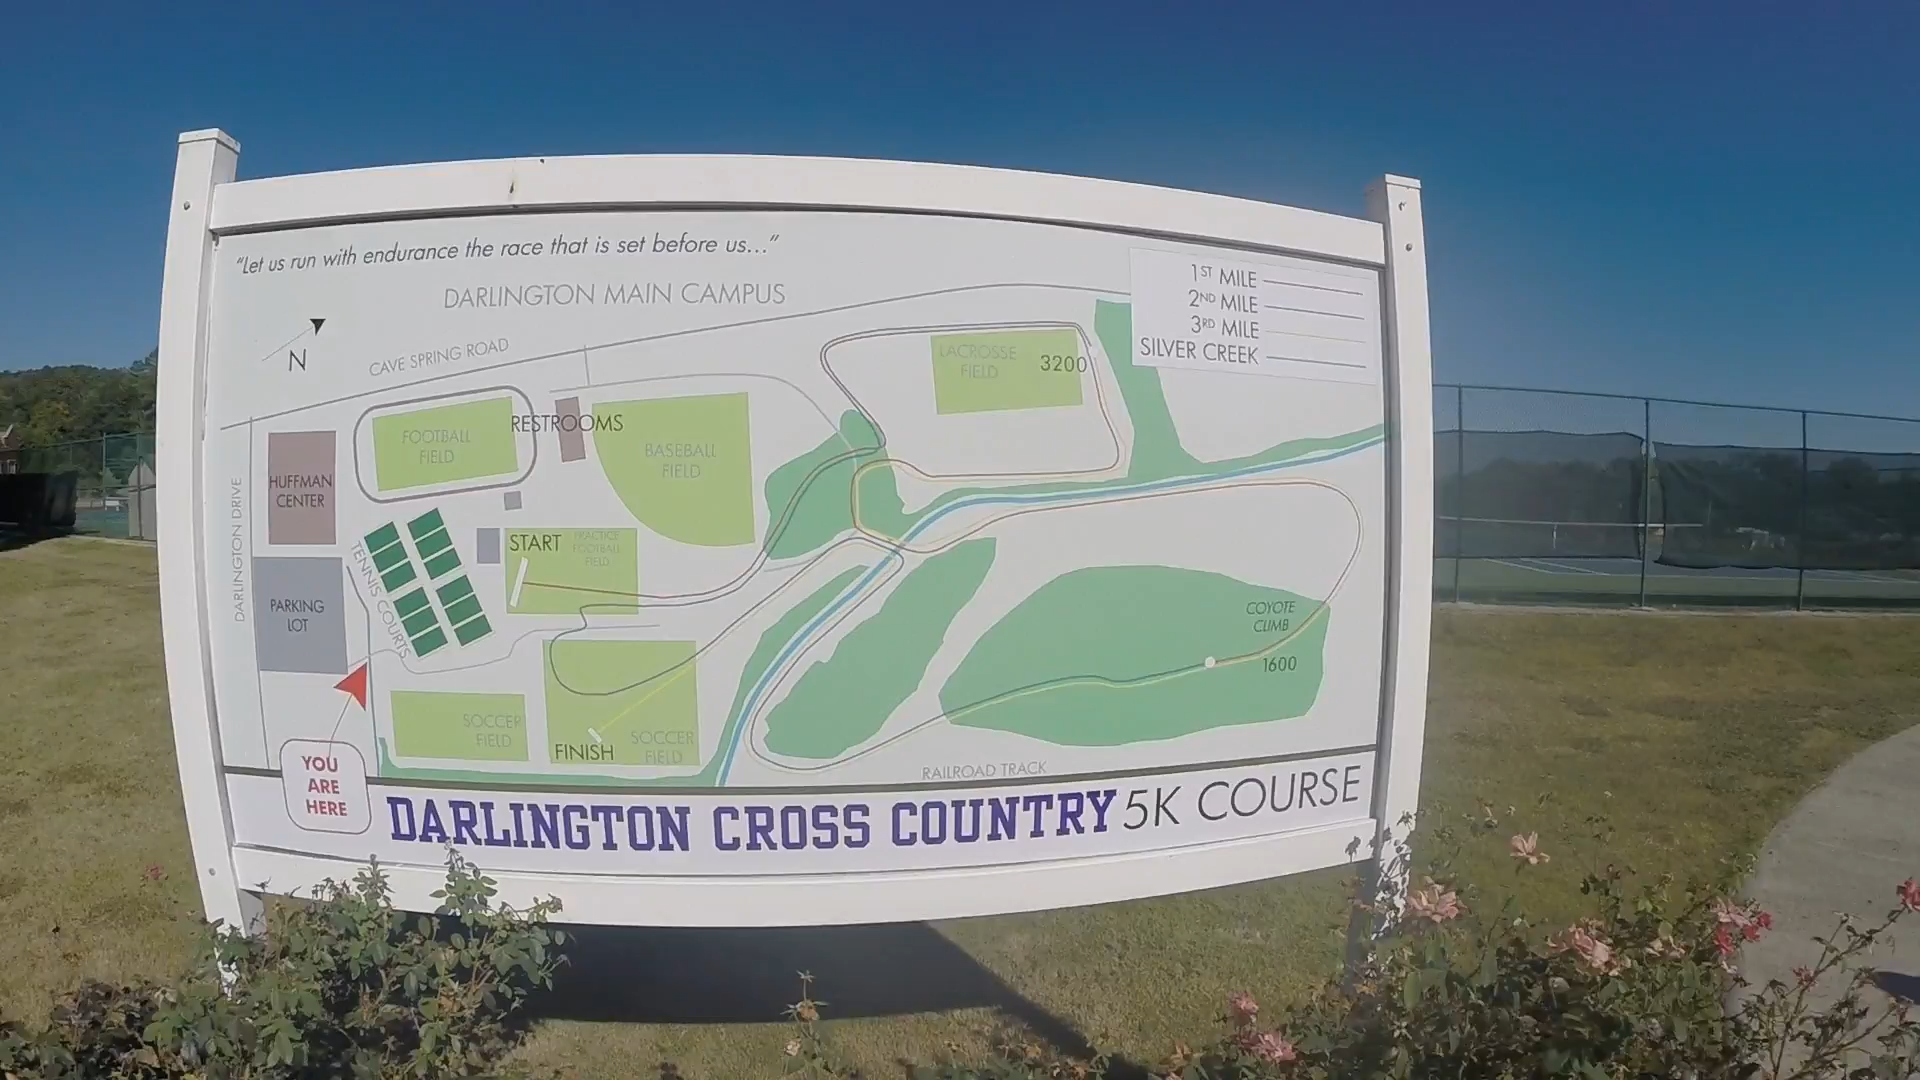 "Let us run with endurance the race that is set before us..."
DARLINGTON MAIN CAMPUS
1ST MILE
2ND MILE
3RD MILE
SILVER CREEK
N
CAVE SPRING ROAD
LACROSSE
FIELD
3200
FOOTBALL
FIELD
RESTROOMS
BASEBALL
FIELD
HUFFMAN
CENTER
DARLINGTON DRIVE
START
PRACTICE
FOOTBALL
FIELD
TENNIS COURTS
PARKING
LOT
COYOTE
CLIMB
1600
SOCCER
FIELD
FINISH
SOCCER
FIELD
RAILROAD TRACK
YOU
ARE
HERE
DARLINGTON CROSS COUNTRY 5K COURSE